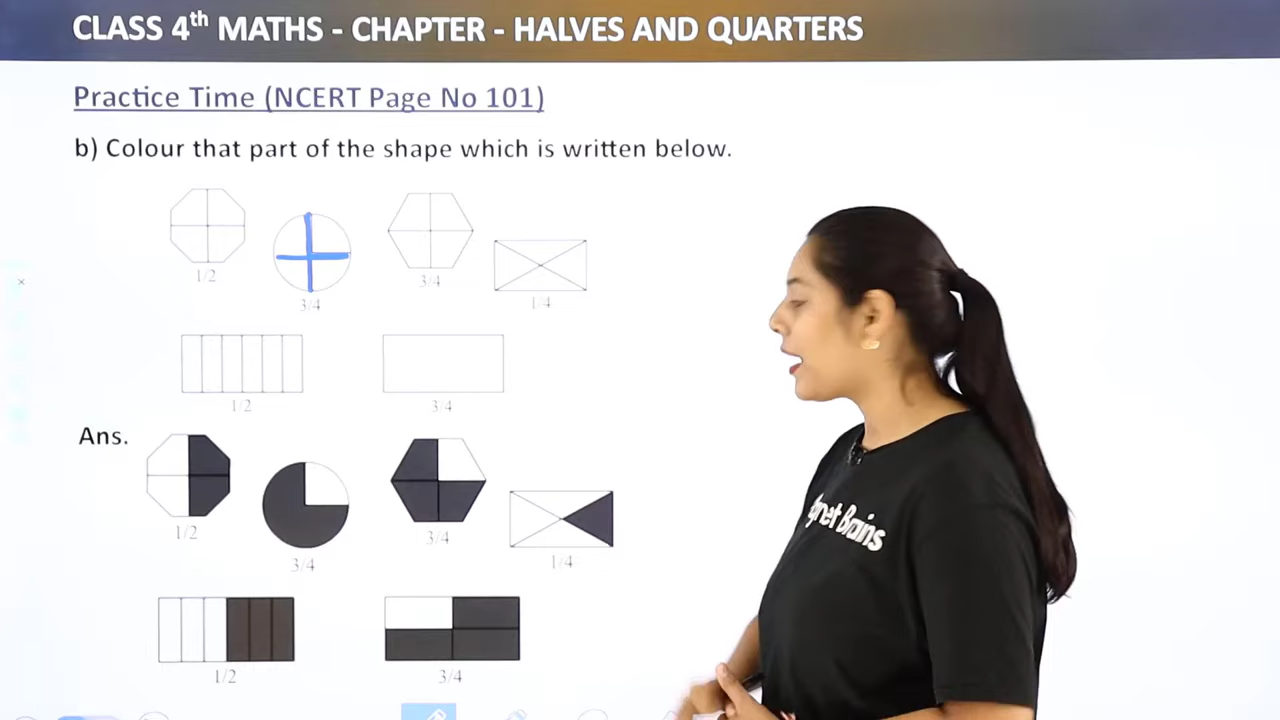 CLASS 4th MATHS - CHAPTER - HALVES AND QUARTERS
Practice Time (NCERT Page No 101)
b) Colour that part of the shape which is written below.
1/2
3/4
3/4
1/4
1/2
3/4
Ans.
1/2
3/4
3/4
1/4
1/2
3/4
Brains